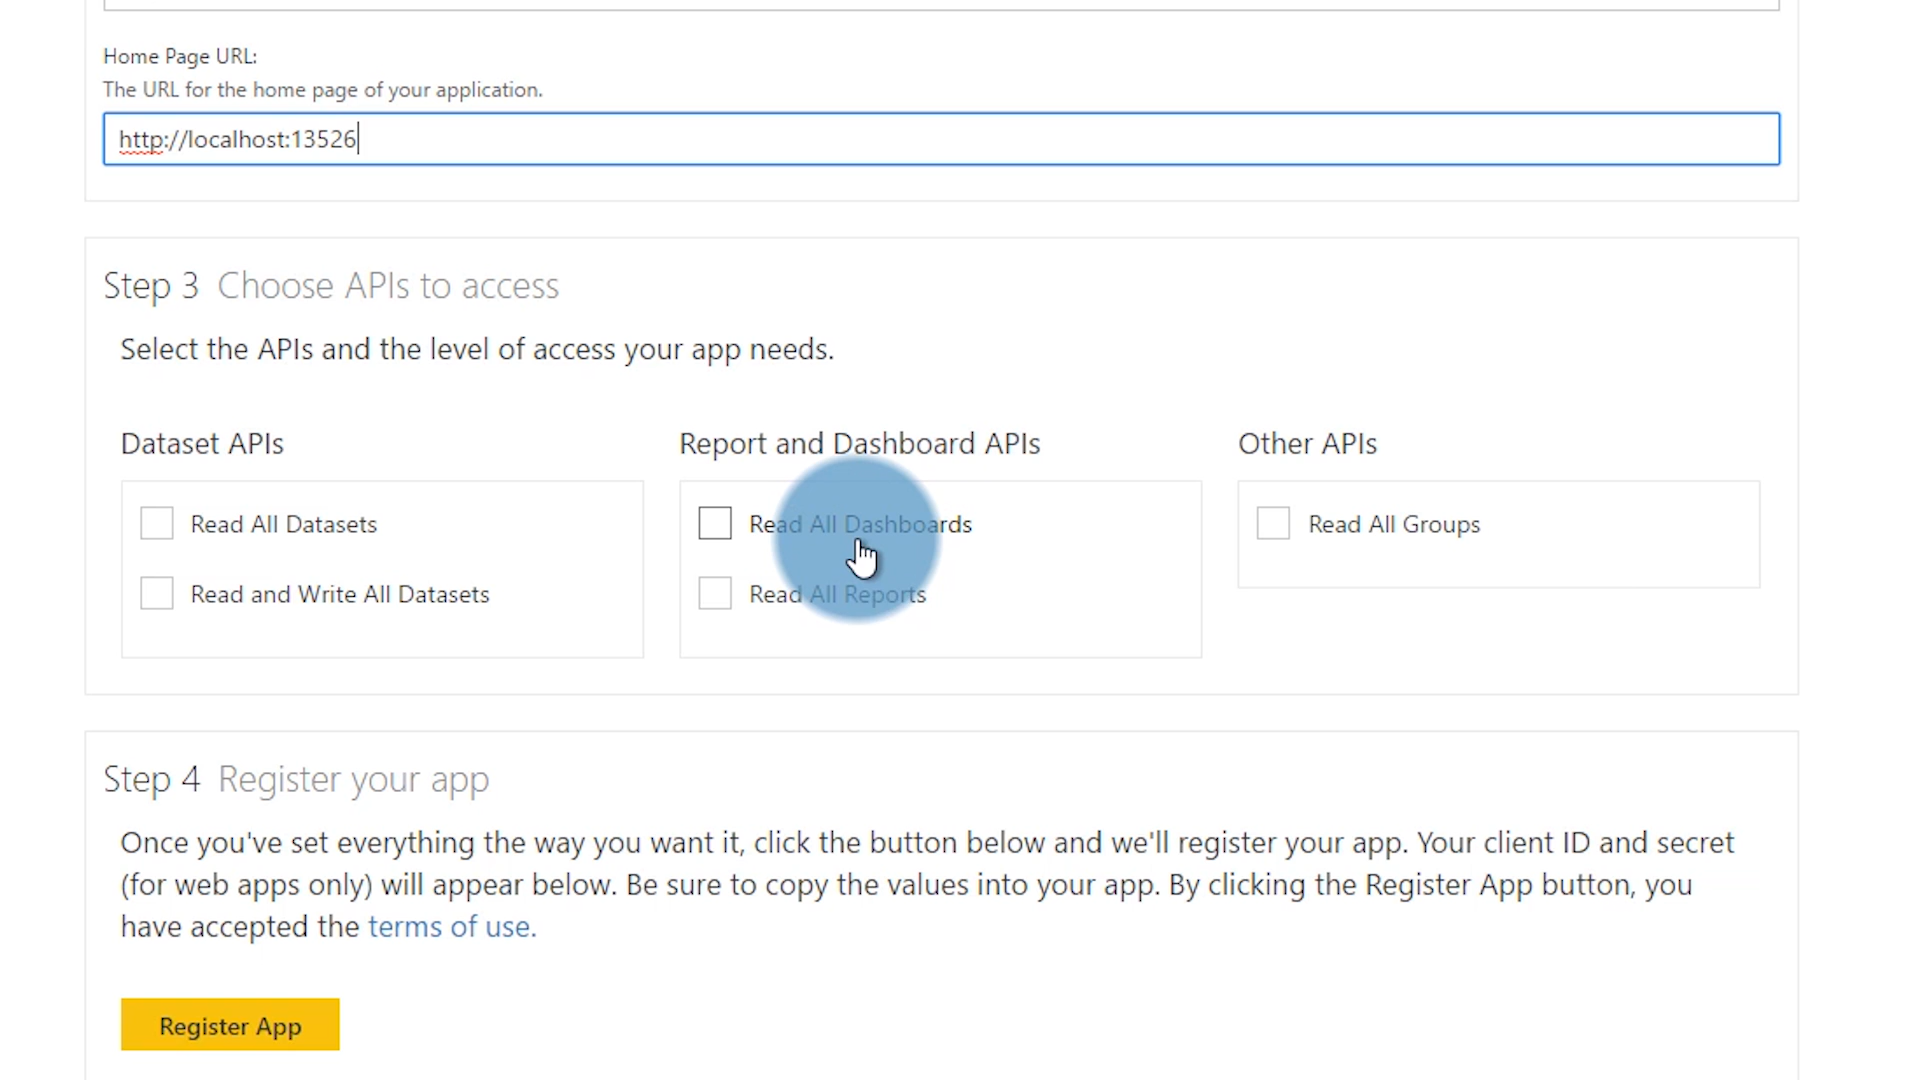 Home Page URL:
The URL for the home page of your application.
http://localhost:13526
Step 3 Choose APIs to access
Select the APIs and the level of access your app needs.
Dataset APIs
Read All Datasets
Read and Write All Datasets
Report and Dashboard APIs
Read All Dashboards
Read All Reports
Other APIs
Read All Groups
Step 4 Register your app
Once you've set everything the way you want it, click the button below and we'll register your app. Your client ID and secret
(for web apps only) will appear below. Be sure to copy the values into your app. By clicking the Register App button, you
have accepted the terms of use.
Register App